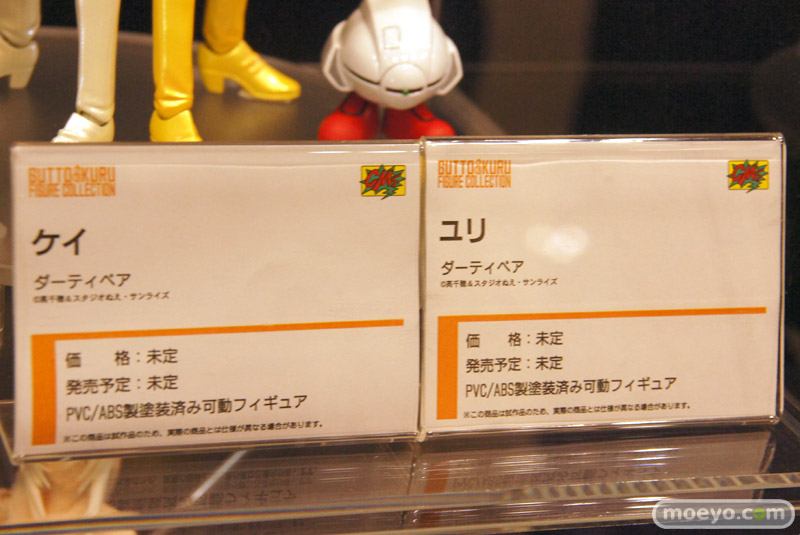 GUTTO KURU
FIGURE COLLECTION
ケイ
ダーティペア
©高千穂&スタジオぬえ・サンライズ
価　格：未定
発売予定：未定
PVC/ABS製塗装済み可動フィギュア
※この商品は試作品のため、実際の商品とは仕様が異なる場合があります。
GUTTO KURU
FIGURE COLLECTION
ユリ
ダーティペア
©高千穂&スタジオぬえ・サンライズ
価　格：未定
発売予定：未定
PVC/ABS製塗装済み可動フィギュア
※この商品は試作品のため、実際の商品とは仕様が異なる場合があります。
moeyo.com